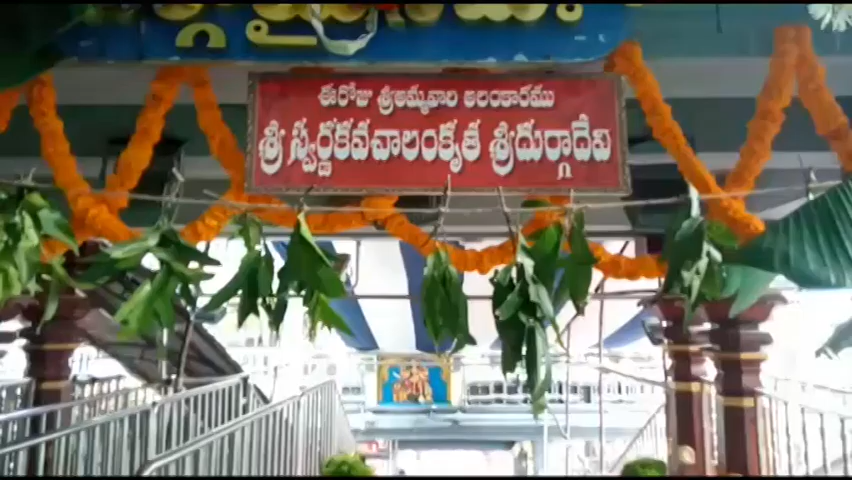 ఈరోజు శ్రీఅమ్మవారి అలంకారము
శ్రీ స్వర్ణకవచాలంకృత శ్రీదుర్గాదేవి